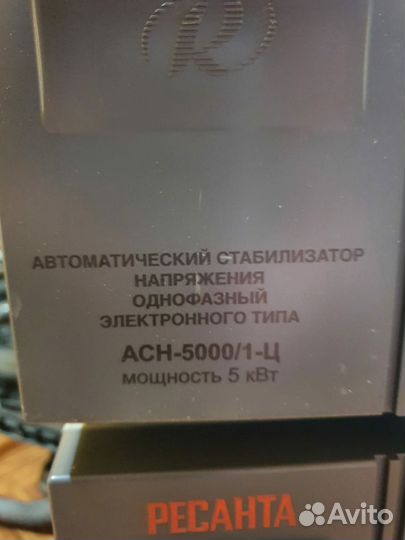 R
АВТОМАТИЧЕСКИЙ СТАБИЛИЗАТОР
НАПРЯЖЕНИЯ
ОДНОФАЗНЫЙ
ЭЛЕКТРОННОГО ТИПА
АСН-5000/1-Ц
мощность 5 кВт
РЕСАНТА
Avito